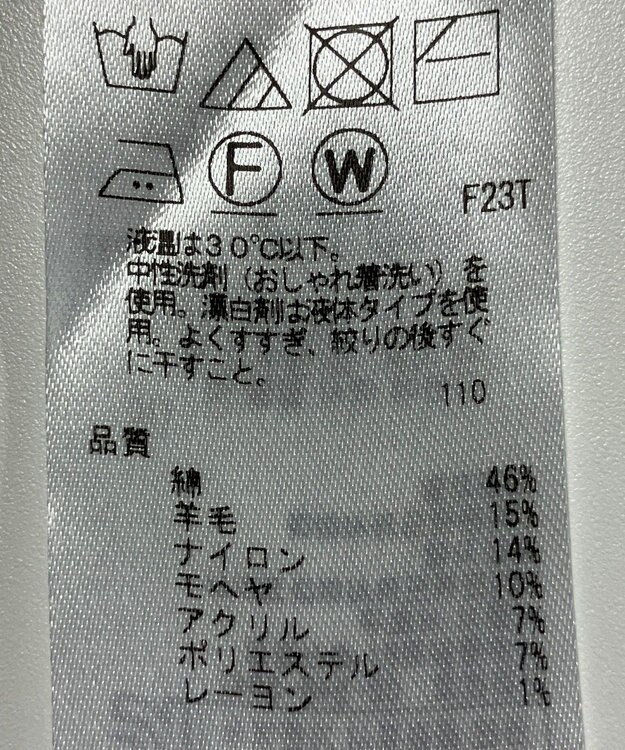 F W
F23T
液温は30℃以下。
中性洗剤（おしゃれ着洗い）を
使用。漂白剤は液体タイプを使
用。よくすすぎ、絞りの後すぐ
に干すこと。
110
品質
綿 46%
羊毛 15%
ナイロン 14%
モヘヤ 10%
アクリル 7%
ポリエステル 7%
レーヨン 1%